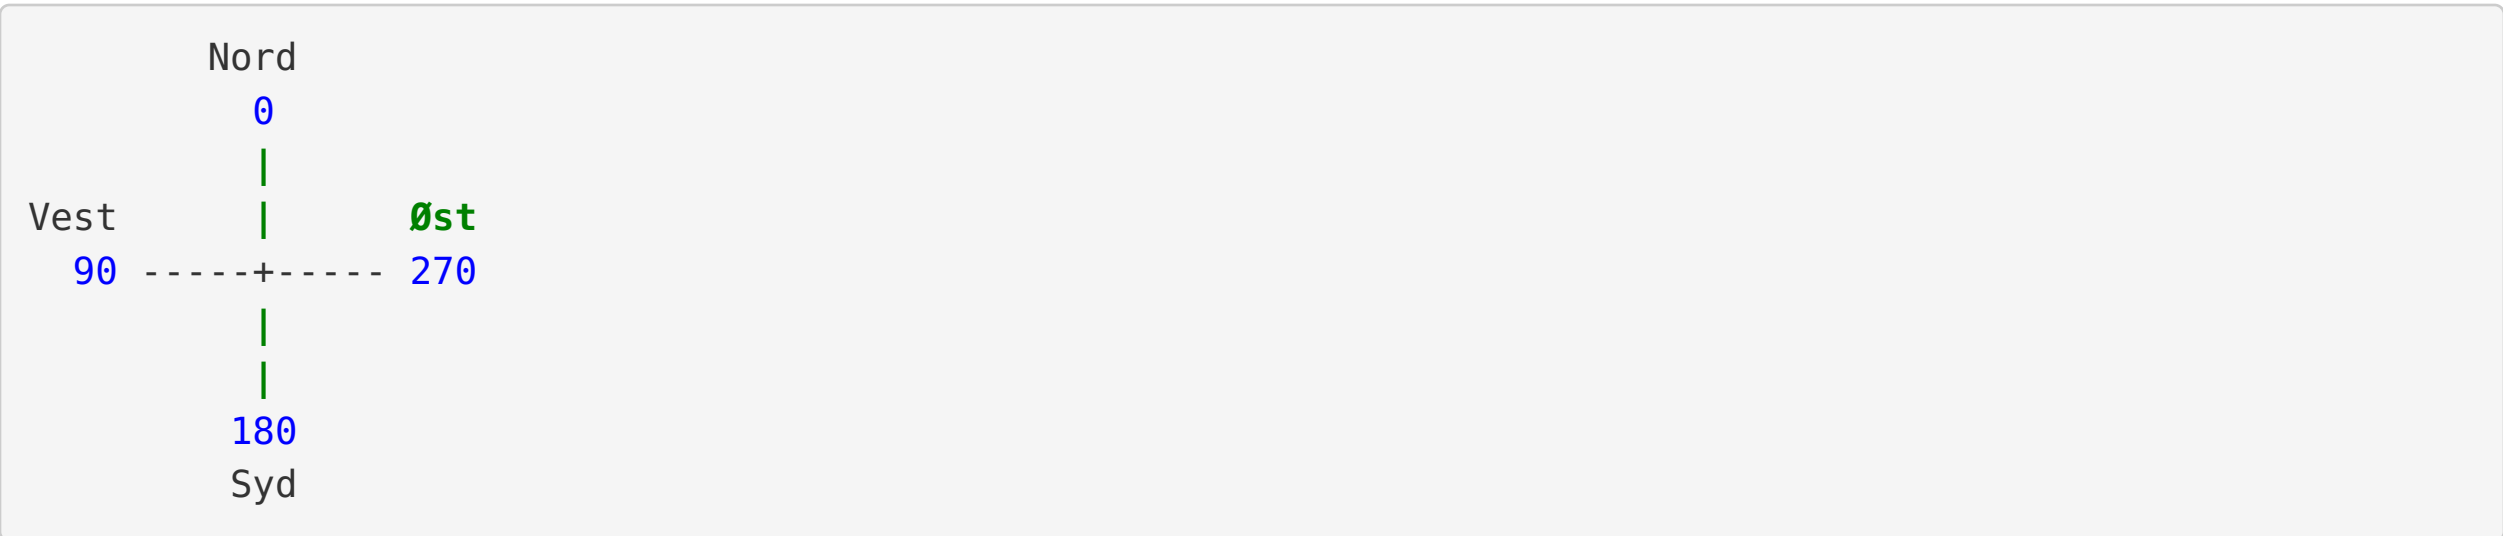 Nord
0
|
Vest | Øst
90 -----+----- 270
|
|
180
Syd